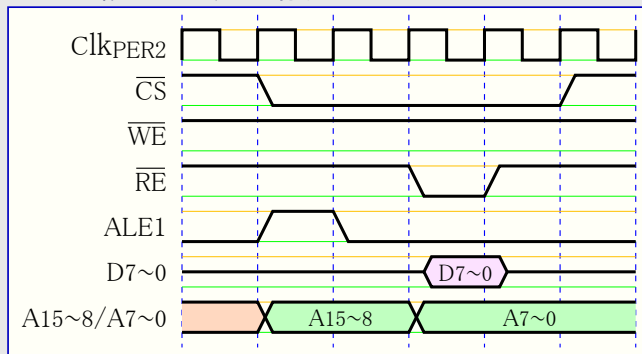 ClkPER2
CS
WE
RE
ALE1
D7~0 D7~0
A15~8/A7~0 A15~8 A7~0